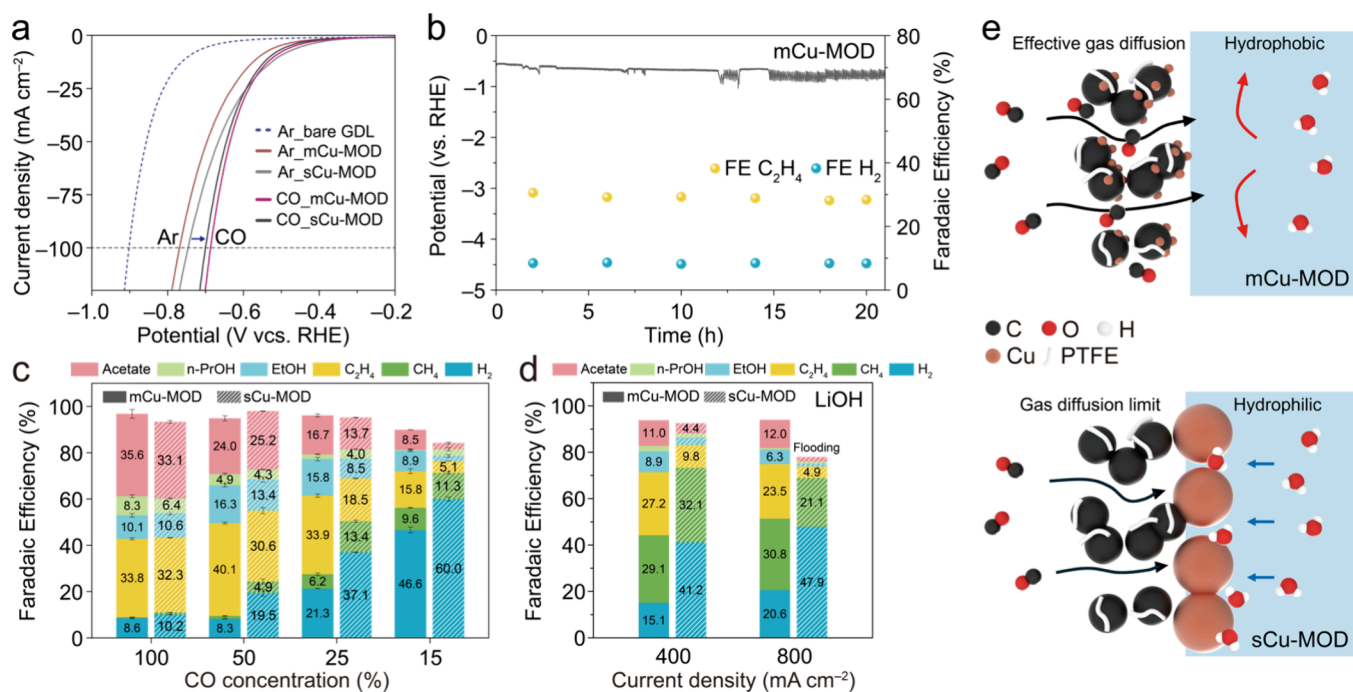 a
0
−25
−50
−75
−100
Current density (mA cm−2)
Ar_bare GDL
Ar_mCu-MOD
Ar_sCu-MOD
CO_mCu-MOD
CO_sCu-MOD
Ar
CO
−1.0
−0.8
−0.6
−0.4
−0.2
Potential (V vcs. RHE)
b
mCu-MOD
0
−1
−2
−3
−4
−5
Potential (vs. RHE)
FE C2H4
FE H2
80
70
60
50
40
30
20
10
0
Faradaic Efficiency (%)
0
5
10
15
20
Time (h)
c
Acetate n-PrOH EtOH C2H4 CH4 H2
mCu-MOD sCu-MOD
100
80
60
40
20
0
Faradaic Efficiency (%)
35.6
8.3
10.1
33.8
8.6
33.1
6.4
10.6
32.3
10.2
24.0
4.9
16.3
40.1
8.3
25.2
4.3
13.4
30.6
4.9
19.5
16.7
15.8
33.9
6.2
21.3
13.7
4.0
8.5
18.5
13.4
37.1
8.5
8.9
15.8
9.6
46.6
5.1
11.3
60.0
100
50
25
15
CO concentration (%)
d
Acetate n-PrOH EtOH C2H4 CH4 H2
mCu-MOD sCu-MOD LiOH
100
80
60
40
20
0
Faradaic Efficiency (%)
11.0
8.9
27.2
29.1
15.1
4.4
9.8
32.1
41.2
12.0
6.3
23.5
30.8
20.6
Flooding
4.9
21.1
47.9
400
800
Current density (mA cm−2)
e
Effective gas diffusion
Hydrophobic
mCu-MOD
C O H
Cu PTFE
Gas diffusion limit
Hydrophilic
sCu-MOD